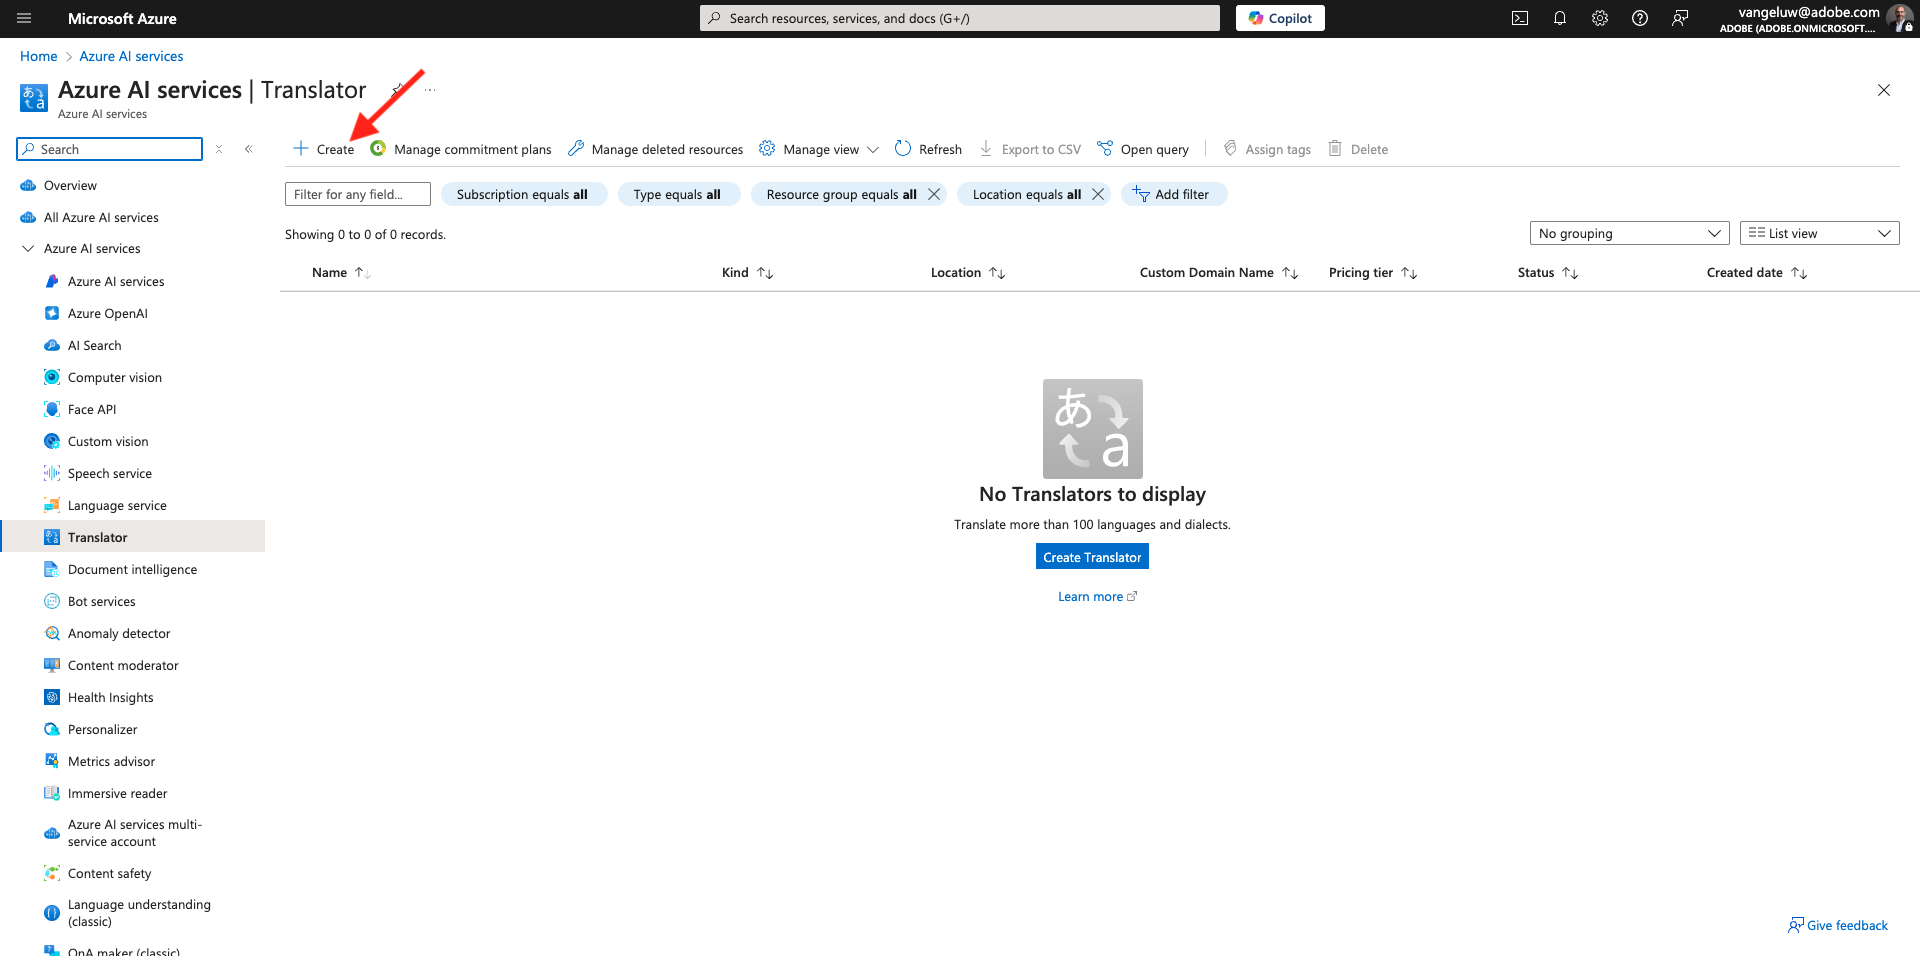 Microsoft Azure
Search resources, services, and docs (G+/)
Copilot
vangeluw@adobe.com
ADOBE (ADOBE.ONMICROSOFT....
Home > Azure AI services
Azure AI services | Translator
...
Azure AI services
Search
Create
Manage commitment plans
Manage deleted resources
Manage view
Refresh
Export to CSV
Open query
Assign tags
Delete
Overview
All Azure AI services
Azure AI services
Azure AI services
Azure OpenAI
AI Search
Computer vision
Face API
Custom vision
Speech service
Language service
Translator
Document intelligence
Bot services
Anomaly detector
Content moderator
Health Insights
Personalizer
Metrics advisor
Immersive reader
Azure AI services multi-
service account
Content safety
Language understanding
(classic)
QnA maker (classic)
Filter for any field...
Subscription equals all
Type equals all
Resource group equals all
Location equals all
Add filter
Showing 0 to 0 of 0 records.
No grouping
List view
Name
Kind
Location
Custom Domain Name
Pricing tier
Status
Created date
あ
a
No Translators to display
Translate more than 100 languages and dialects.
Create Translator
Learn more
Give feedback